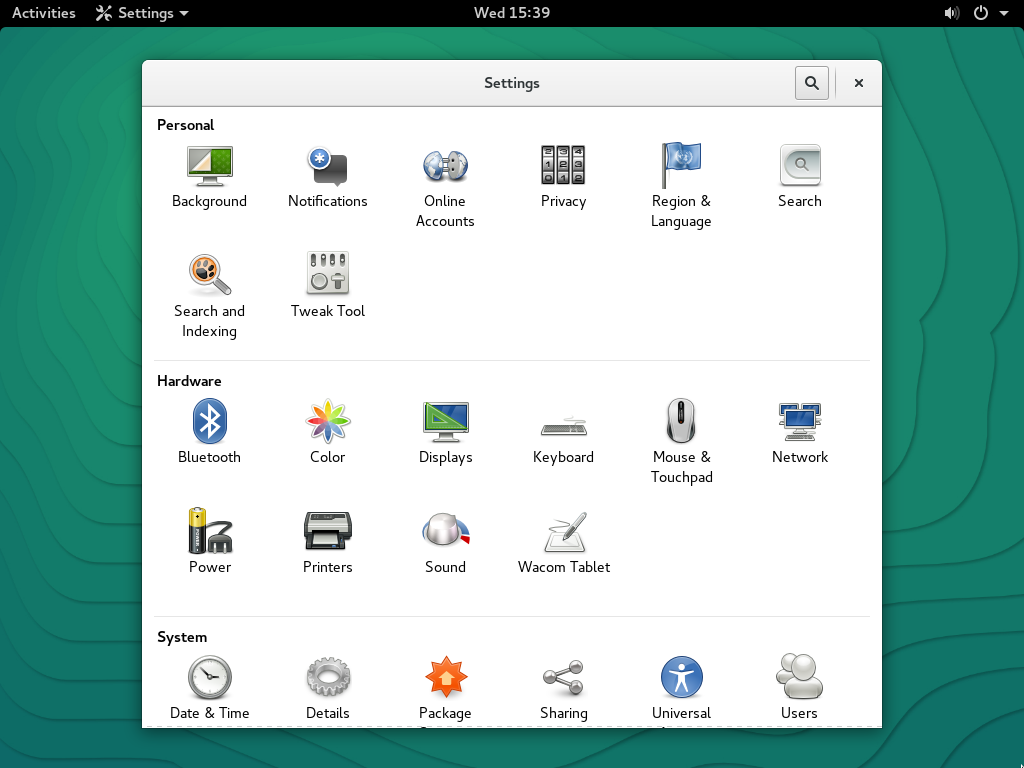 Activities Settings Wed 15:39
Settings
Personal
Background Notifications Online Privacy Region & Search
Accounts Language
Search and Tweak Tool
Indexing
Hardware
Bluetooth Color Displays Keyboard Mouse & Network
Touchpad
Power Printers Sound Wacom Tablet
System
Date & Time Details Package Sharing Universal Users